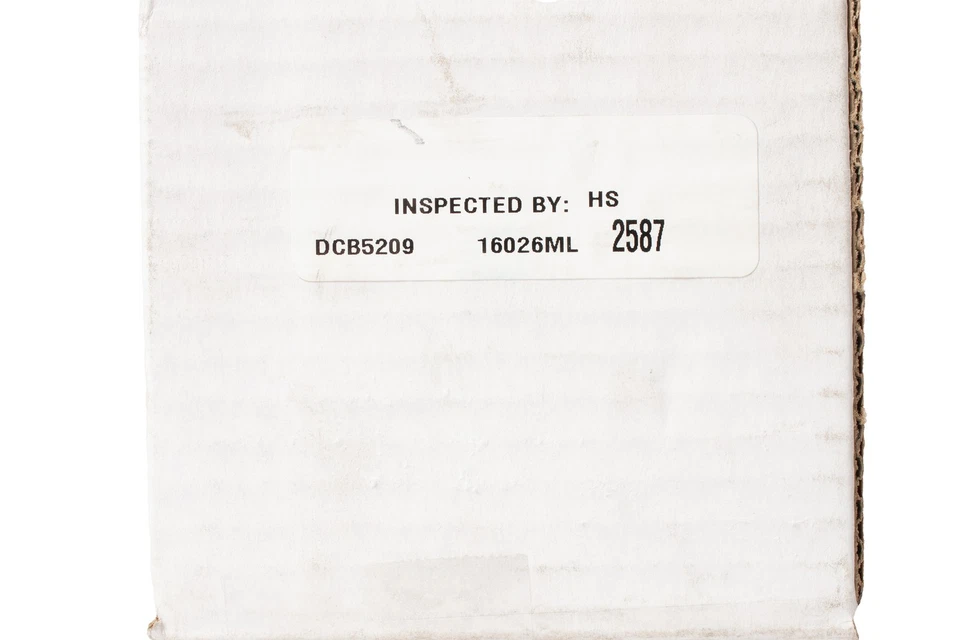 INSPECTED BY: HS
DCB5209 16026ML 2587